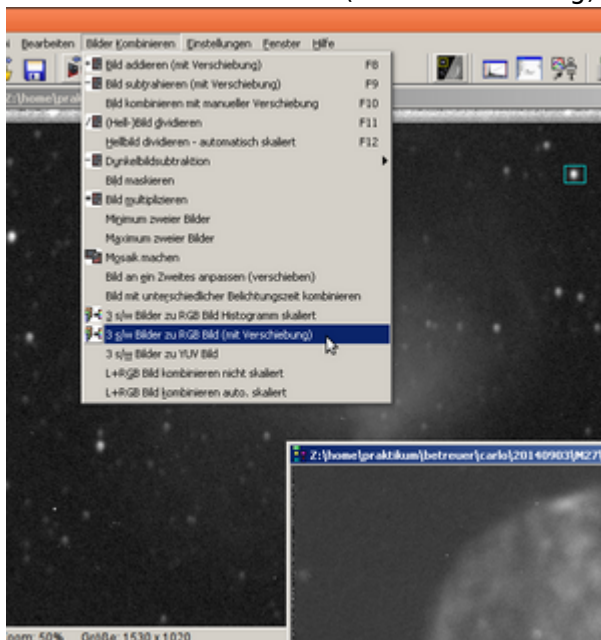 Bearbeiten Bilder Kombinieren Einstellungen Fenster Hilfe
Bild addieren (mit Verschiebung) F8
Bild subtrahieren (mit Verschiebung) F9
Bild kombinieren mit manueller Verschiebung F10
(Hell-)Bild dividieren F11
Hellbild dividieren - automatisch skaliert F12
Dunkelbildsubtraktion
Bild maskieren
Bild multiplizieren
Minimum zweier Bilder
Maximum zweier Bilder
Mosaik machen
Bild an ein Zweites anpassen (verschieben)
Bild mit unterschiedlicher Belichtungszeit kombinieren
3 s/w Bilder zu RGB Bild Histogramm skaliert
3 s/w Bilder zu RGB Bild (mit Verschiebung)
3 s/w Bilder zu YUV Bild
L+RGB Bild kombinieren nicht skaliert
L+RGB Bild kombinieren auto. skaliert
Z:\home\praktikum\betreuer\carlo\20140903\M27\
oom: 50% Größe: 1530 x 1020